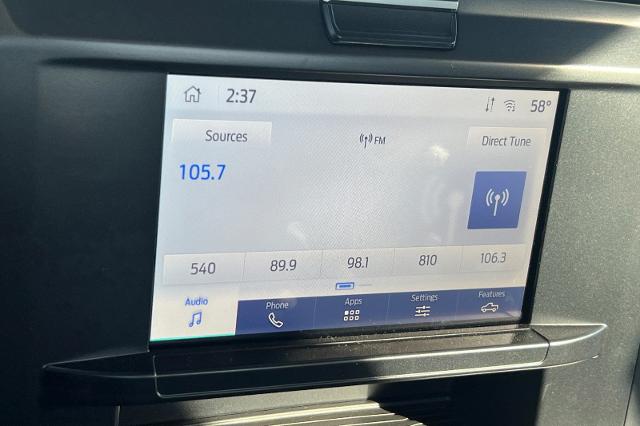 2:37 58°
Sources FM Direct Tune
105.7
540 89.9 98.1 810 106.3
Audio Phone Apps Settings Features